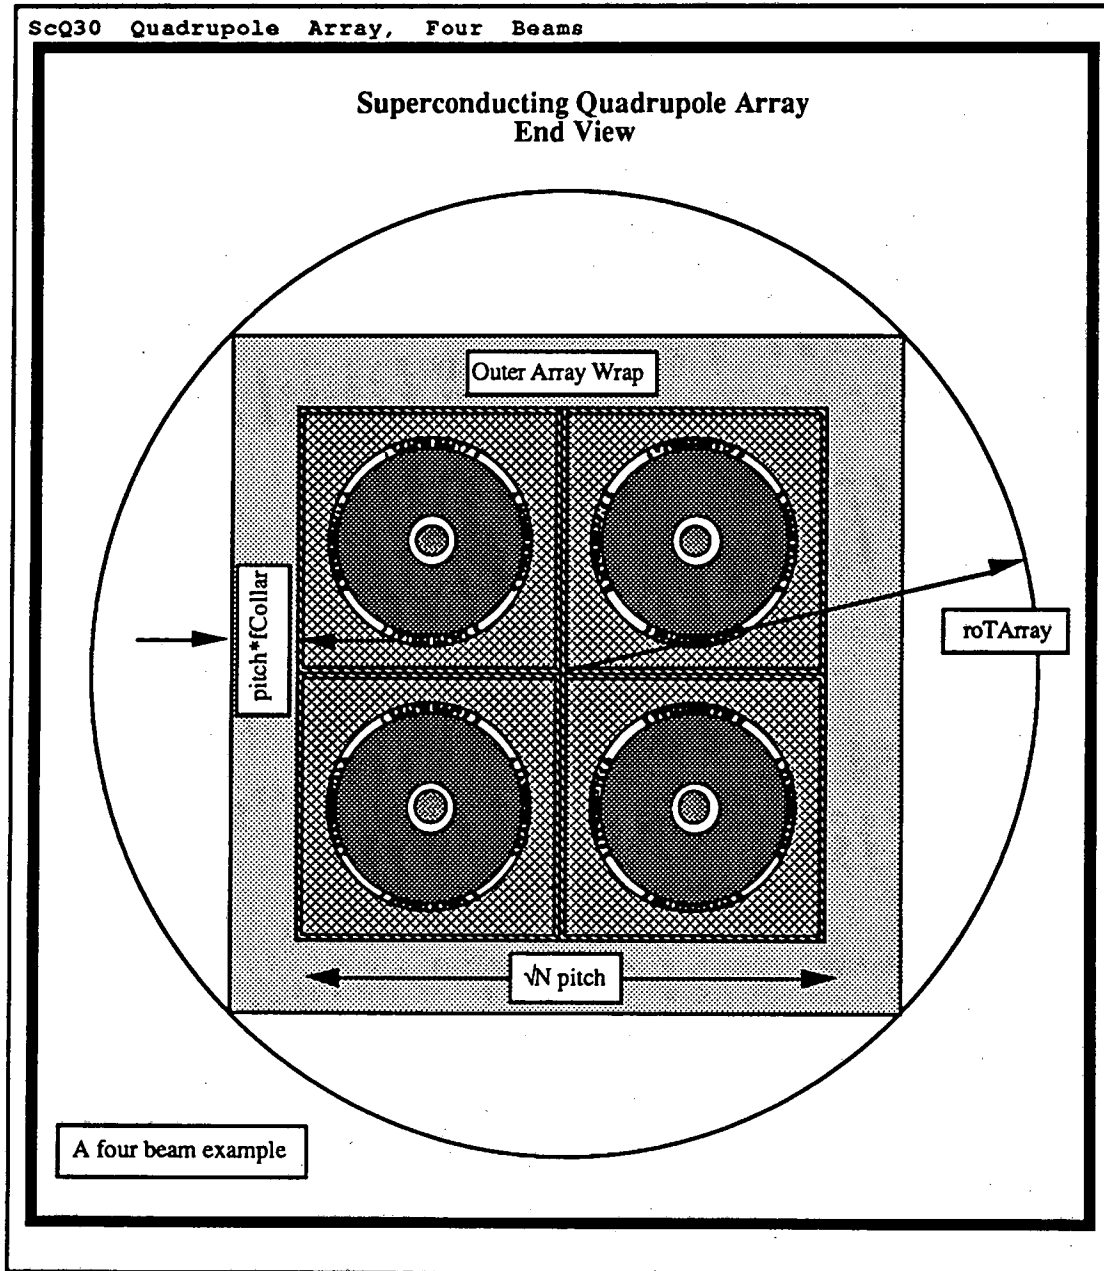 ScQ30 Quadrupole Array, Four Beams
Superconducting Quadrupole Array
End View
Outer Array Wrap
pitch*fCollar
roTArray
√N pitch
A four beam example